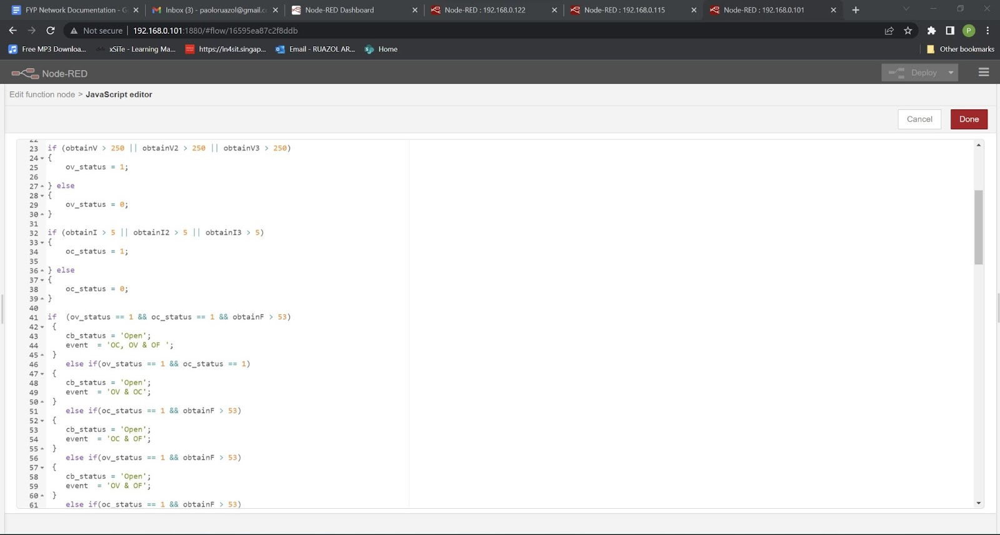 FYP Network Documentation - G
Inbox (3) - paoloruazol@gmail.c
Node-RED Dashboard
Node-RED : 192.168.0.122
Node-RED : 192.168.0.115
Node-RED : 192.168.0.101
Not secure
192.168.0.101:1880/#flow/16595ea87c2f8ddb
P
Free MP3 Downloa...
xSiTe - Learning Ma...
https://in4sit.singap...
Email - RUAZOL AR...
Home
Other bookmarks
Node-RED
Deploy
Edit function node > JavaScript editor
Cancel
Done
22
23 if (obtainV > 250 || obtainV2 > 250 || obtainV3 > 250)
24 {
25 ov_status = 1;
26
27 } else
28 {
29 ov_status = 0;
30 }
31
32 if (obtainI > 5 || obtainI2 > 5 || obtainI3 > 5)
33 {
34 oc_status = 1;
35
36 } else
37 {
38 oc_status = 0;
39 }
40
41 if (ov_status == 1 && oc_status == 1 && obtainF > 53)
42 {
43 cb_status = 'Open';
44 event = 'OC, OV & OF ';
45 }
46 else if(ov_status == 1 && oc_status == 1)
47 {
48 cb_status = 'Open';
49 event = 'OV & OC';
50 }
51 else if(oc_status == 1 && obtainF > 53)
52 {
53 cb_status = 'Open';
54 event = 'OC & OF';
55 }
56 else if(ov_status == 1 && obtainF > 53)
57 {
58 cb_status = 'Open';
59 event = 'OV & OF';
60 }
61 else if(oc_status == 1 && obtainF > 53)